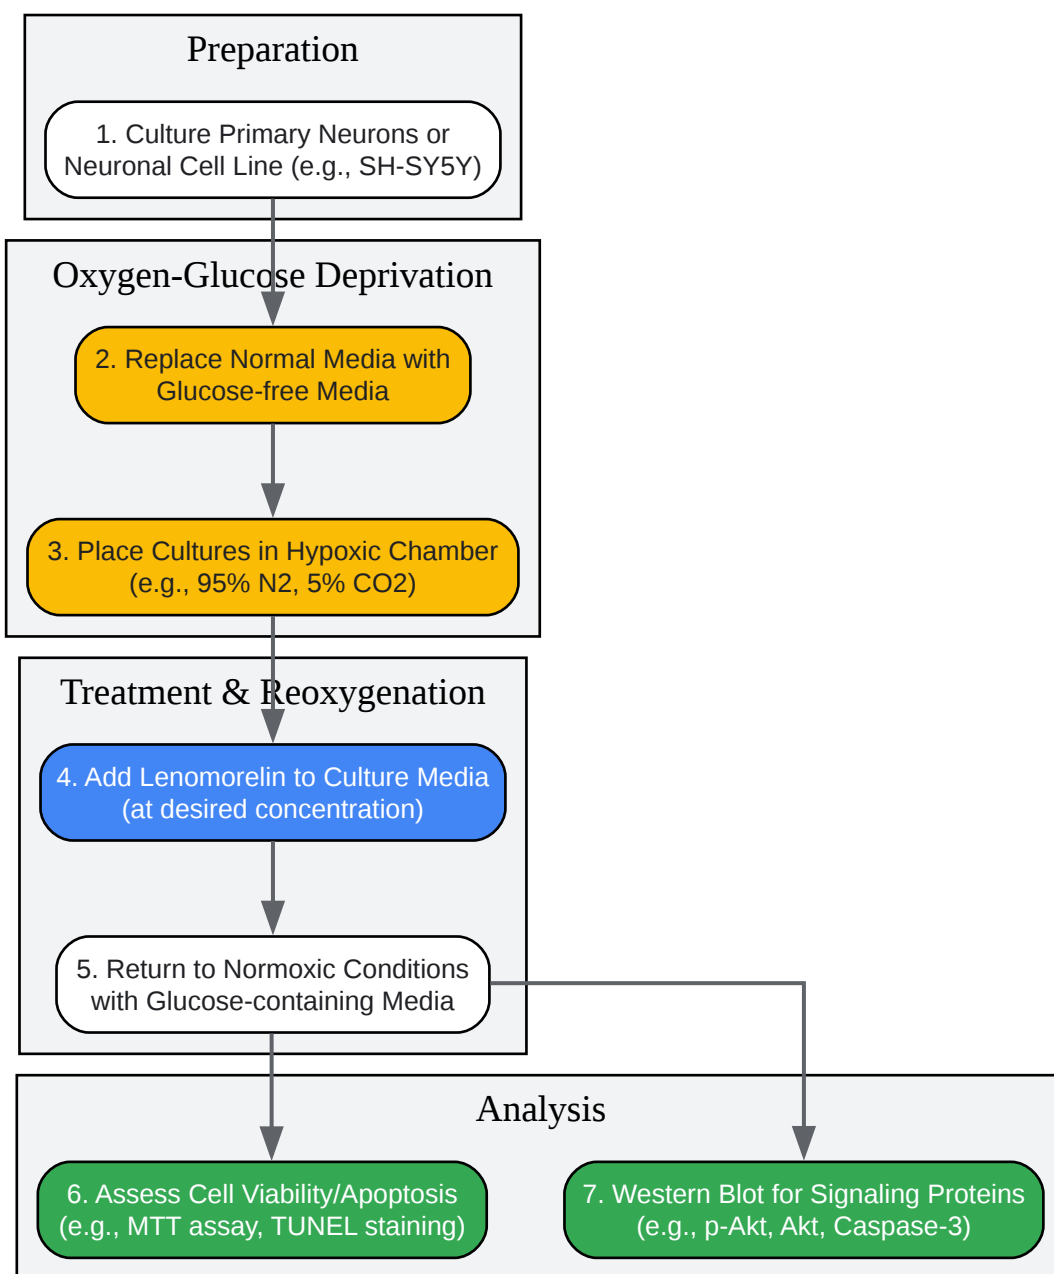 Preparation
1. Culture Primary Neurons or
Neuronal Cell Line (e.g., SH-SY5Y)
Oxygen-Glucose Deprivation
2. Replace Normal Media with
Glucose-free Media
3. Place Cultures in Hypoxic Chamber
(e.g., 95% N2, 5% CO2)
Treatment & Reoxygenation
4. Add Lenomorelin to Culture Media
(at desired concentration)
5. Return to Normoxic Conditions
with Glucose-containing Media
Analysis
6. Assess Cell Viability/Apoptosis
(e.g., MTT assay, TUNEL staining)
7. Western Blot for Signaling Proteins
(e.g., p-Akt, Akt, Caspase-3)